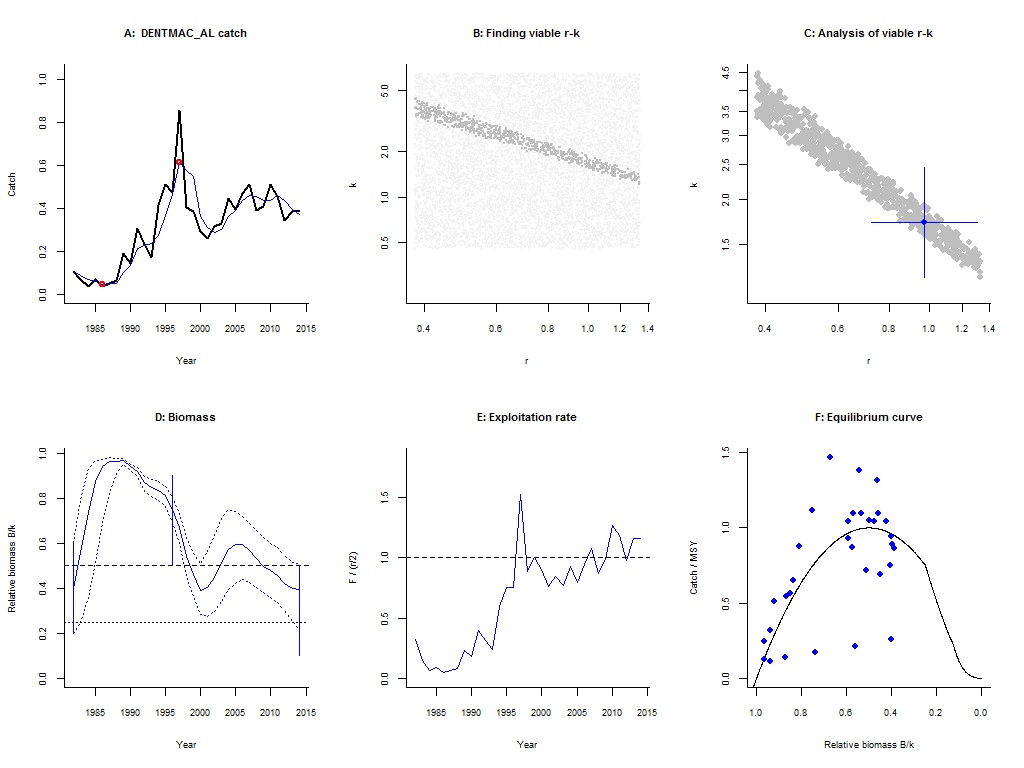 A: DENTMAC_AL catch
Catch
1.0
0.8
0.6
0.4
0.2
0.0
1985 1990 1995 2000 2005 2010 2015
Year
B: Finding viable r-k
k
5.0
2.0
1.0
0.5
0.4 0.6 0.8 1.0 1.2 1.4
r
C: Analysis of viable r-k
k
4.5
3.5
3.0
2.5
2.0
1.5
0.4 0.6 0.8 1.0 1.2 1.4
r
D: Biomass
Relative biomass B/k
1.0
0.8
0.6
0.4
0.2
0.0
1985 1990 1995 2000 2005 2010 2015
Year
E: Exploitation rate
F / (r/2)
1.5
1.0
0.5
0.0
1985 1990 1995 2000 2005 2010 2015
Year
F: Equilibrium curve
Catch / MSY
1.5
1.0
0.5
0.0
1.0 0.8 0.6 0.4 0.2 0.0
Relative biomass B/k